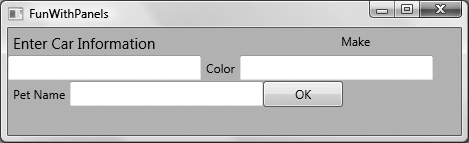 FunWithPanels
Enter Car Information Make
Color
Pet Name OK